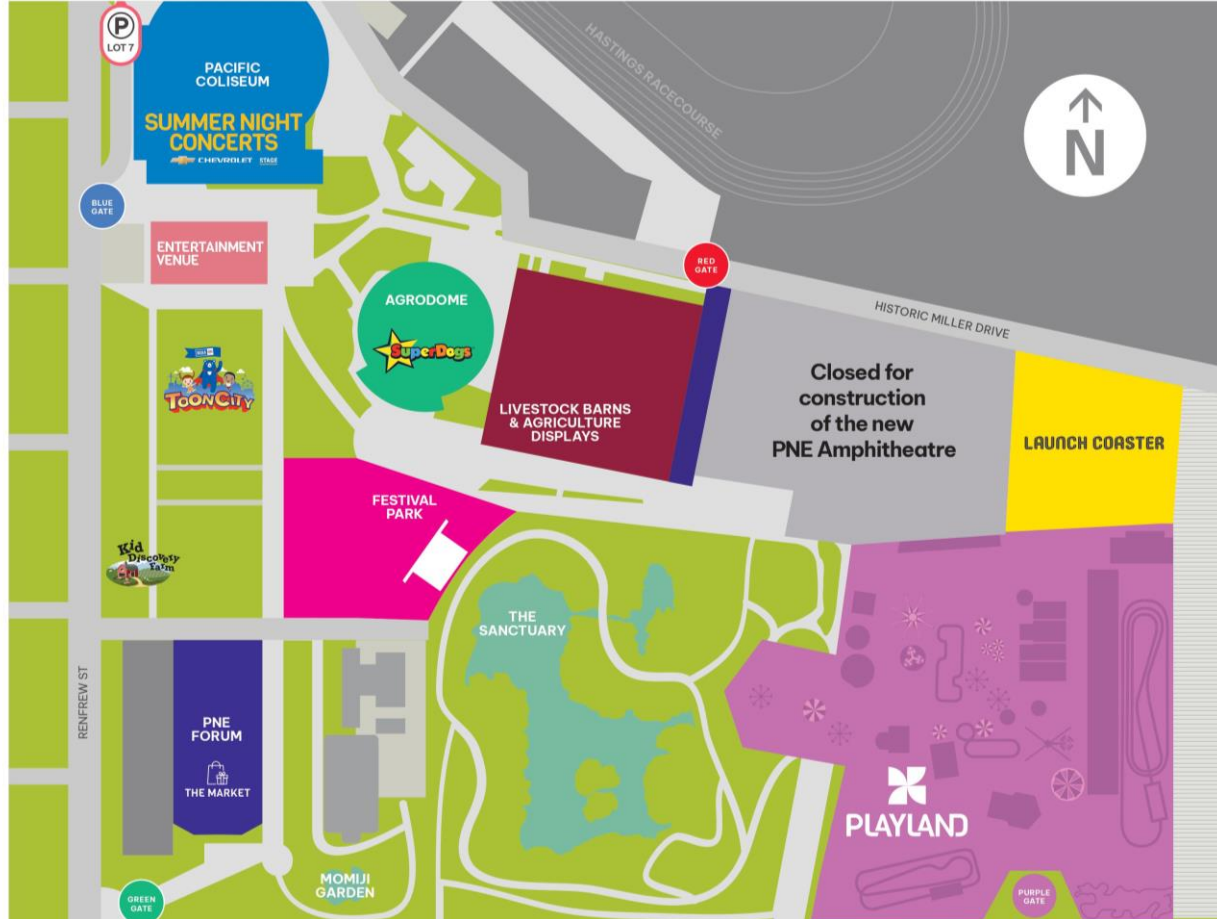 P
LOT 7
PACIFIC
COLISEUM
SUMMER NIGHT
CONCERTS
CHEVROLET STAGE
HASTINGS RACECOURSE
N
BLUE
GATE
ENTERTAINMENT
VENUE
RED
GATE
AGRODOME
SuperDogs
HISTORIC MILLER DRIVE
TOONCITY
LIVESTOCK BARNS
& AGRICULTURE
DISPLAYS
Closed for
construction
of the new
PNE Amphitheatre
LAUNCH COASTER
FESTIVAL
PARK
Kid
Discovery
Farm
THE
SANCTUARY
RENFREW ST
PNE
FORUM
THE MARKET
PLAYLAND
MOMIJI
GARDEN
GREEN
GATE
PURPLE
GATE